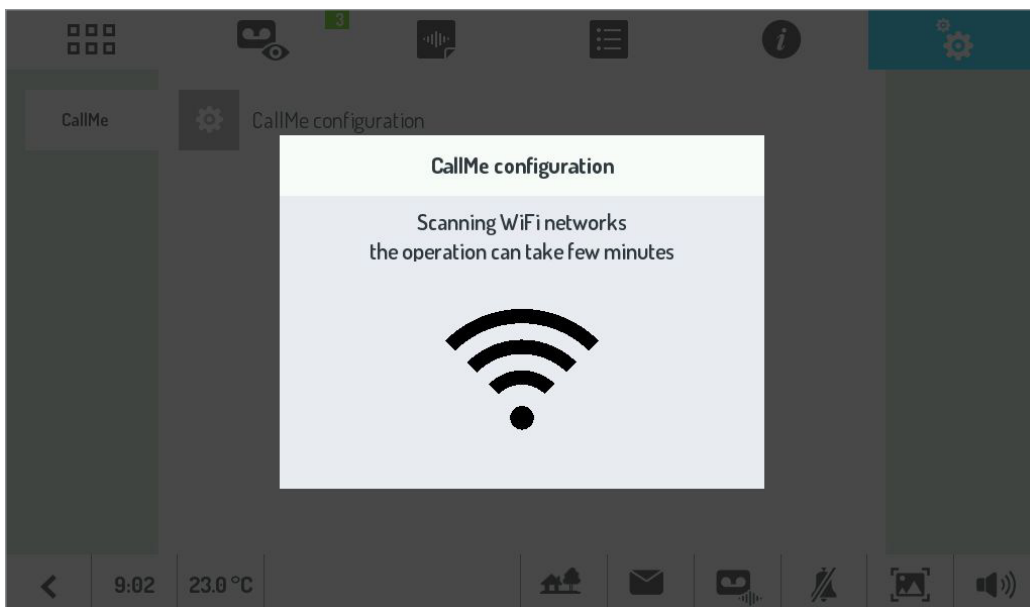 3
i
CallMe
CallMe configuration
CallMe configuration
Scanning WiFi networks
the operation can take few minutes
9:02
23.0 °C